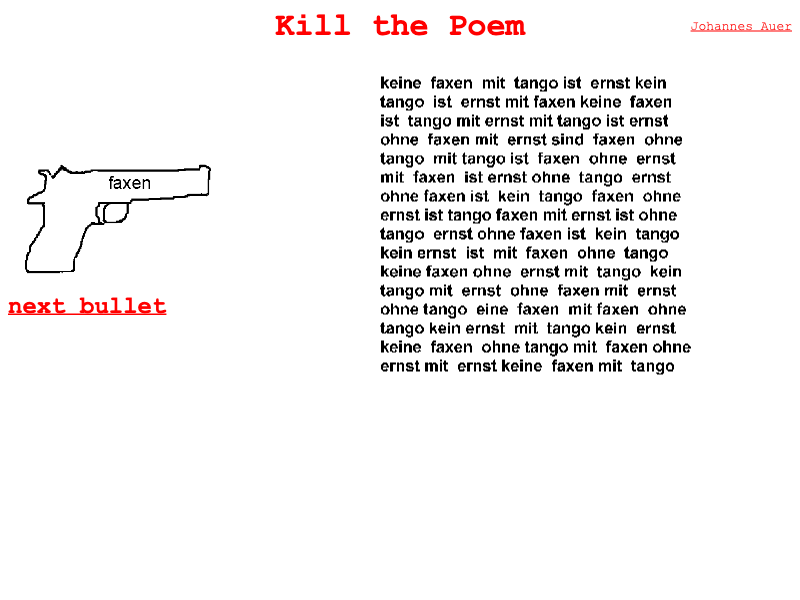 Kill the Poem
Johannes Auer
keine faxen mit tango ist ernst kein
tango ist ernst mit faxen keine faxen
ist tango mit ernst mit tango ist ernst
ohne faxen mit ernst sind faxen ohne
tango mit tango ist faxen ohne ernst
mit faxen ist ernst ohne tango ernst
ohne faxen ist kein tango faxen ohne
ernst ist tango faxen mit ernst ist ohne
tango ernst ohne faxen ist kein tango
kein ernst ist mit faxen ohne tango
keine faxen ohne ernst mit tango kein
tango mit ernst ohne faxen mit ernst
ohne tango eine faxen mit faxen ohne
tango kein ernst mit tango kein ernst
keine faxen ohne tango mit faxen ohne
ernst mit ernst keine faxen mit tango
faxen
next bullet